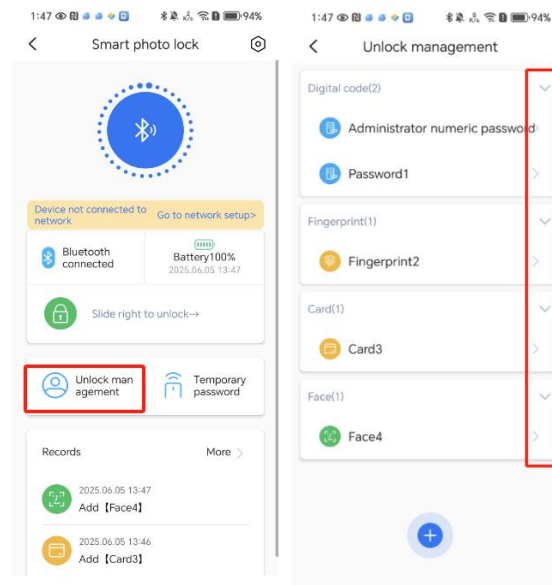 1:47 94%
Smart photo lock
Device not connected to
network
Go to network setup>
Bluetooth
connected
Battery100%
2025.06.05 13:47
Slide right to unlock→
Unlock man
agement
Temporary
password
Records
More >
2025.06.05 13:47
Add【Face4】
2025.06.05 13:46
Add【Card3】
1:47 94%
Unlock management
Digital code(2)
Administrator numeric password
Password1
Fingerprint(1)
Fingerprint2
Card(1)
Card3
Face(1)
Face4